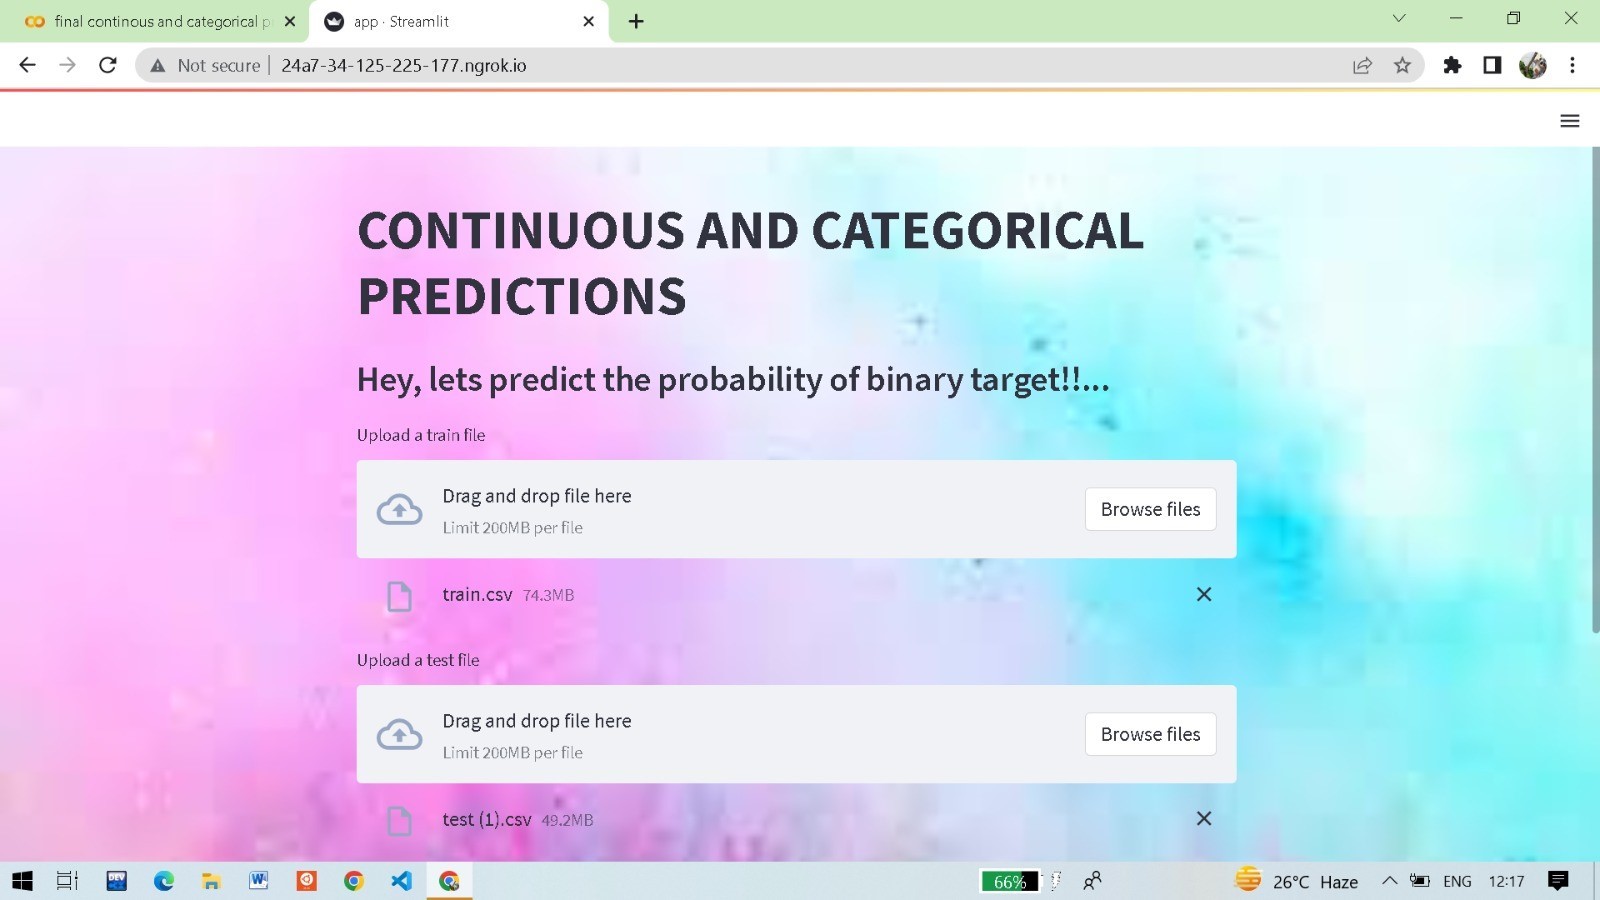 final continous and categorical p
app · Streamlit
Not secure
24a7-34-125-225-177.ngrok.io
CONTINUOUS AND CATEGORICAL
PREDICTIONS
Hey, lets predict the probability of binary target!!...
Upload a train file
Drag and drop file here
Limit 200MB per file
Browse files
train.csv 74.3MB
Upload a test file
Drag and drop file here
Limit 200MB per file
Browse files
test (1).csv 49.2MB
DEV
W
66%
26°C Haze
ENG
12:17